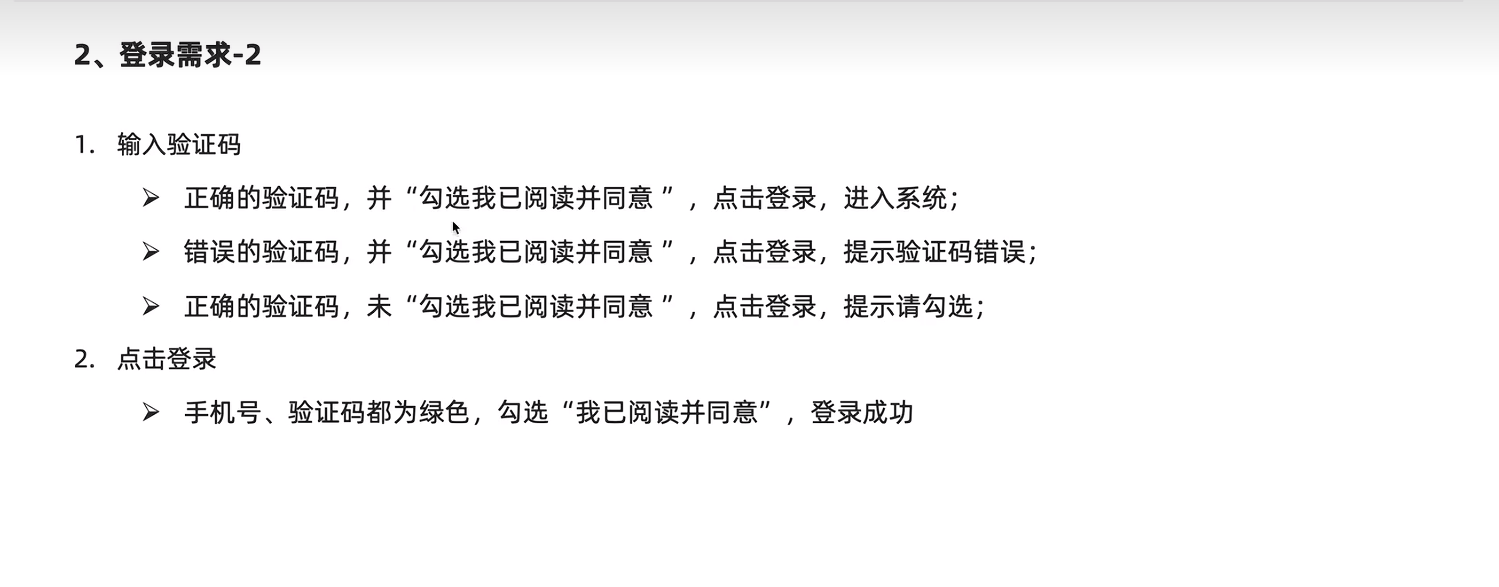 2、登录需求-2
1. 输入验证码
➢ 正确的验证码，并“勾选我已阅读并同意 ”，点击登录，进入系统；
➢ 错误的验证码，并“勾选我已阅读并同意 ”，点击登录，提示验证码错误；
➢ 正确的验证码，未“勾选我已阅读并同意 ”，点击登录，提示请勾选；
2. 点击登录
➢ 手机号、验证码都为绿色，勾选“我已阅读并同意”，登录成功